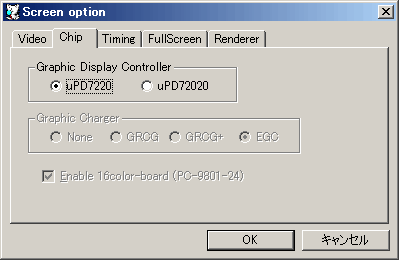 Screen option
Video Chip Timing FullScreen Renderer
Graphic Display Controller
uPD7220 uPD72020
Graphic Charger
None GRCG GRCG+ EGC
Enable 16color-board (PC-9801-24)
OK キャンセル